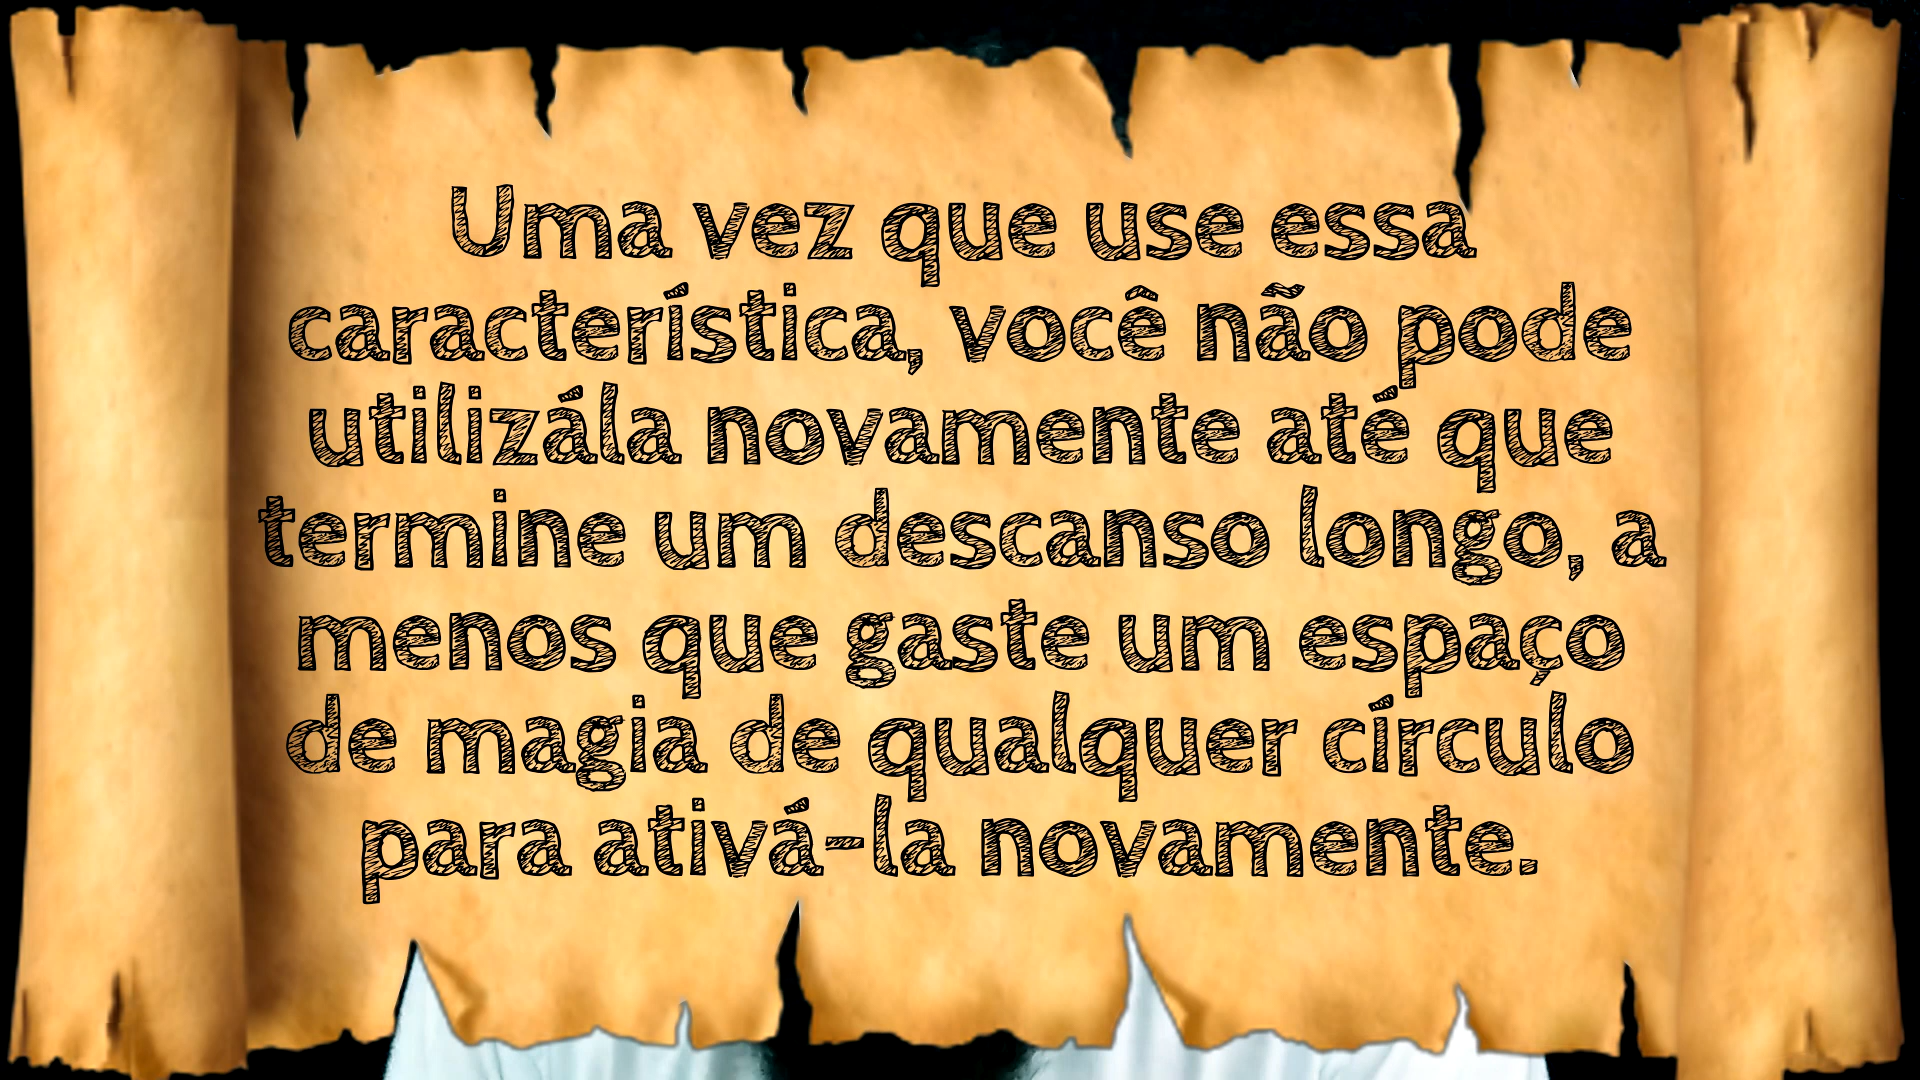 Uma vez que use essa
característica, você não pode
utilizála novamente até que
termine um descanso longo, a
menos que gaste um espaço
de magia de qualquer círculo
para ativá-la novamente.